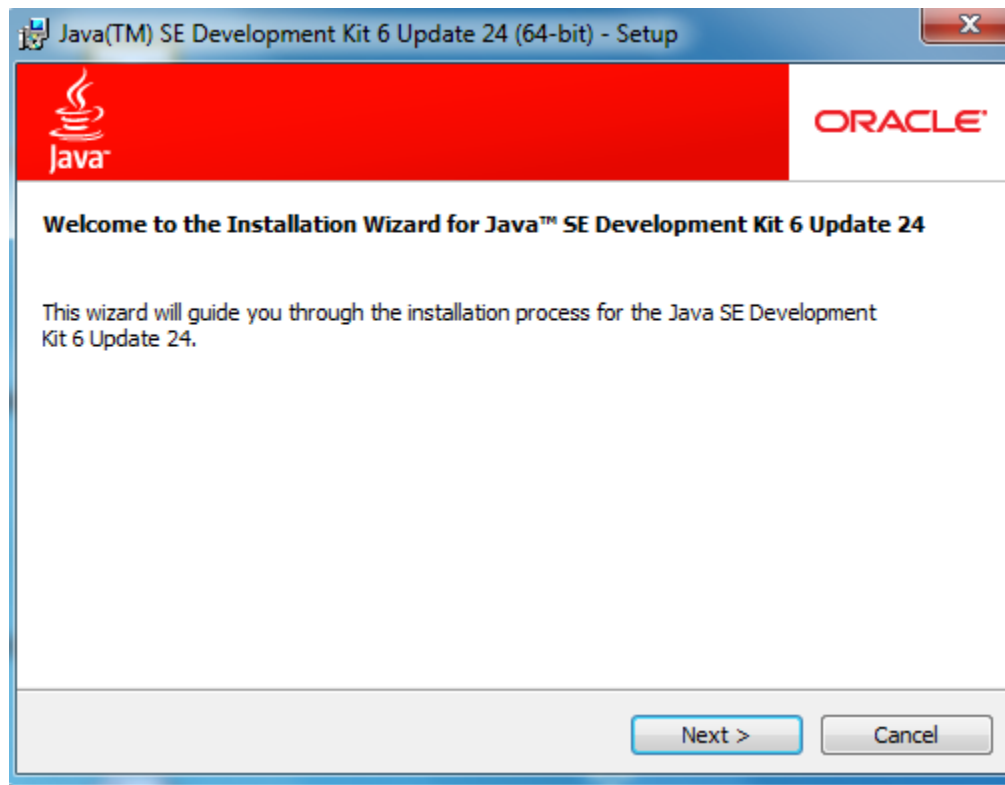 Java(TM) SE Development Kit 6 Update 24 (64-bit) - Setup
Java™
ORACLE®
Welcome to the Installation Wizard for Java™ SE Development Kit 6 Update 24
This wizard will guide you through the installation process for the Java SE Development
Kit 6 Update 24.
Next >
Cancel